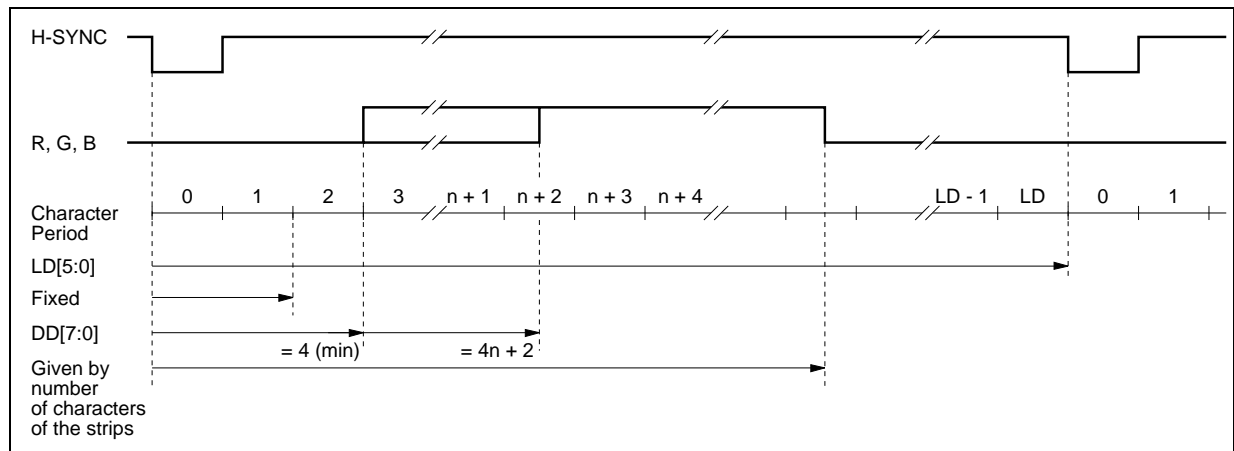 H-SYNC
R, G, B
0 1 2 3 n + 1 n + 2 n + 3 n + 4 LD - 1 LD 0 1
Character
Period
LD[5:0]
Fixed
DD[7:0]
= 4 (min) = 4n + 2
Given by
number
of characters
of the strips